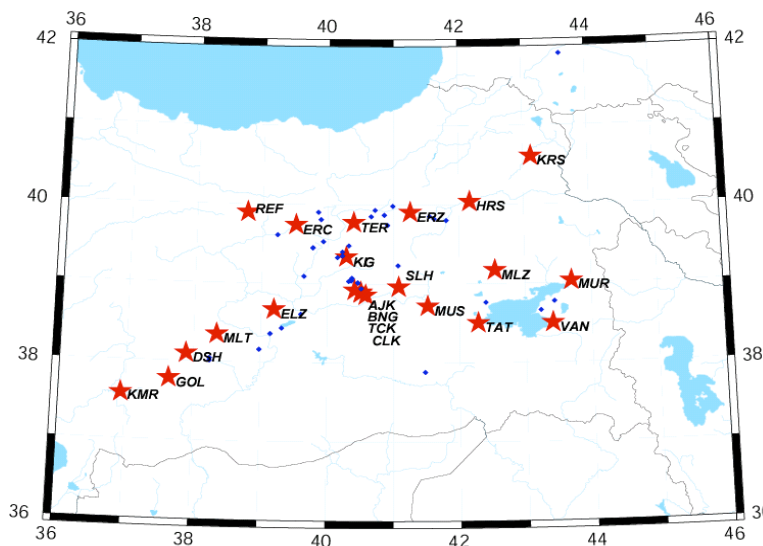 36 38 40 42 44 46
42 42
KRS
40 40
REF
ERC
TER
ERZ
HRS
KIG
SLH
MLZ
MUR
AJK
BNG
TCK
CLK
MUS
TAT
VAN
ELZ
MLT
38 38
DSH
GOL
KMR
36 36
36 38 40 42 44 46